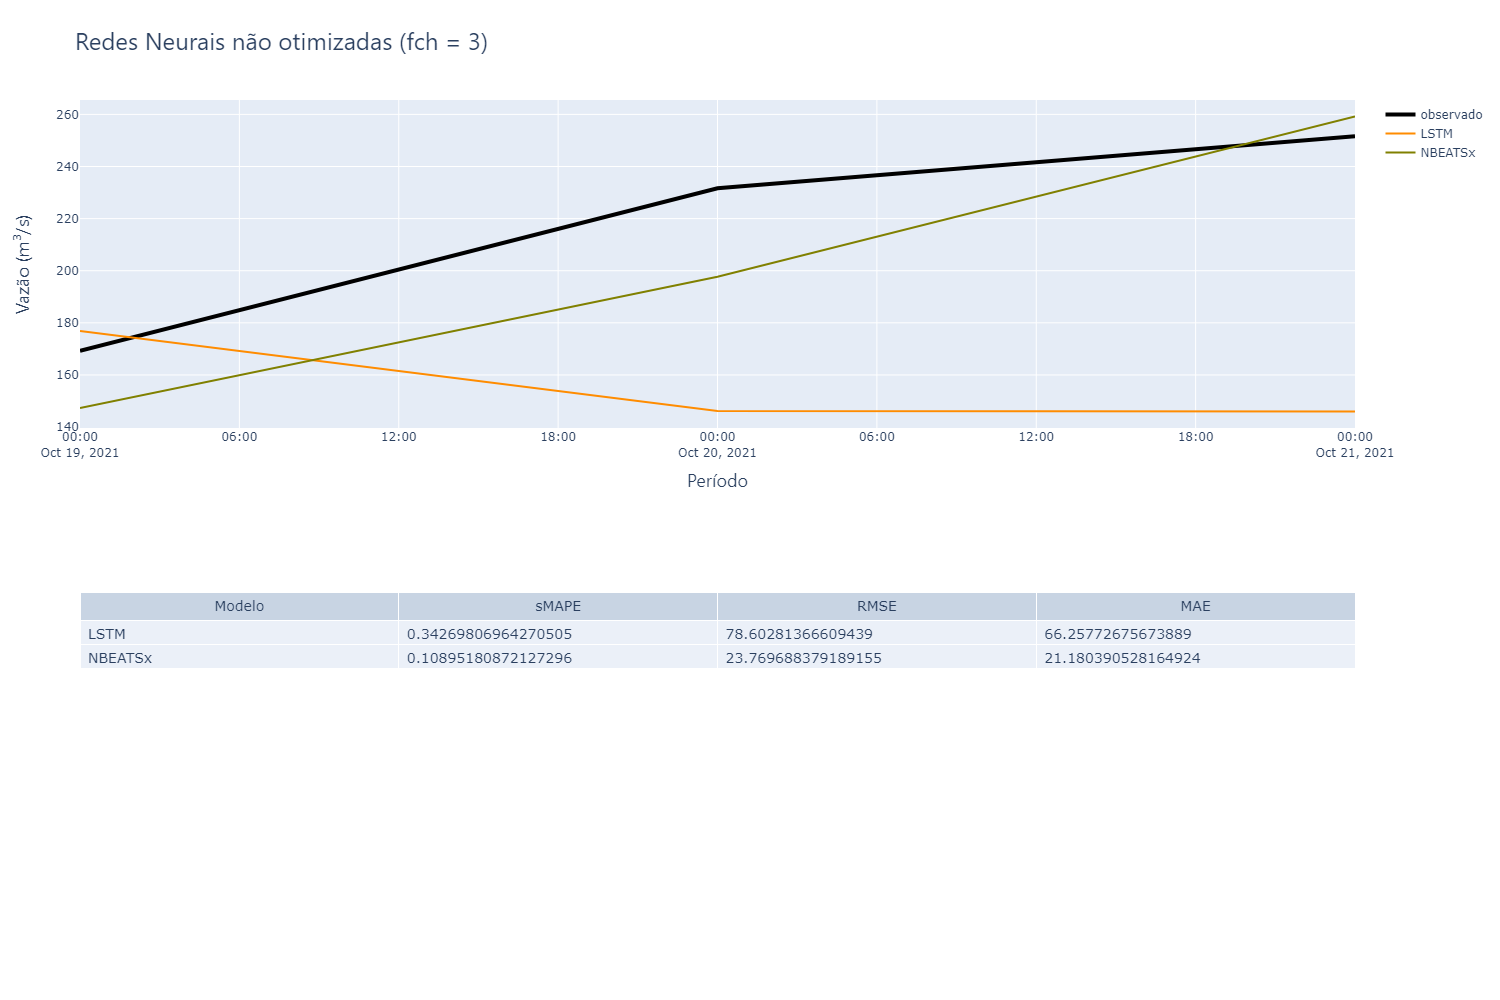 Redes Neurais não otimizadas (fch = 3)
observado
LSTM
NBEATSx
Vazão (m³/s)
260
240
220
200
180
160
140
00:00 06:00 12:00 18:00 00:00 06:00 12:00 18:00 00:00
Oct 19, 2021 Oct 20, 2021 Oct 21, 2021
Período
Modelo sMAPE RMSE MAE
LSTM 0.34269806964270505 78.60281366609439 66.25772675673889
NBEATSx 0.10895180872127296 23.769688379189155 21.180390528164924